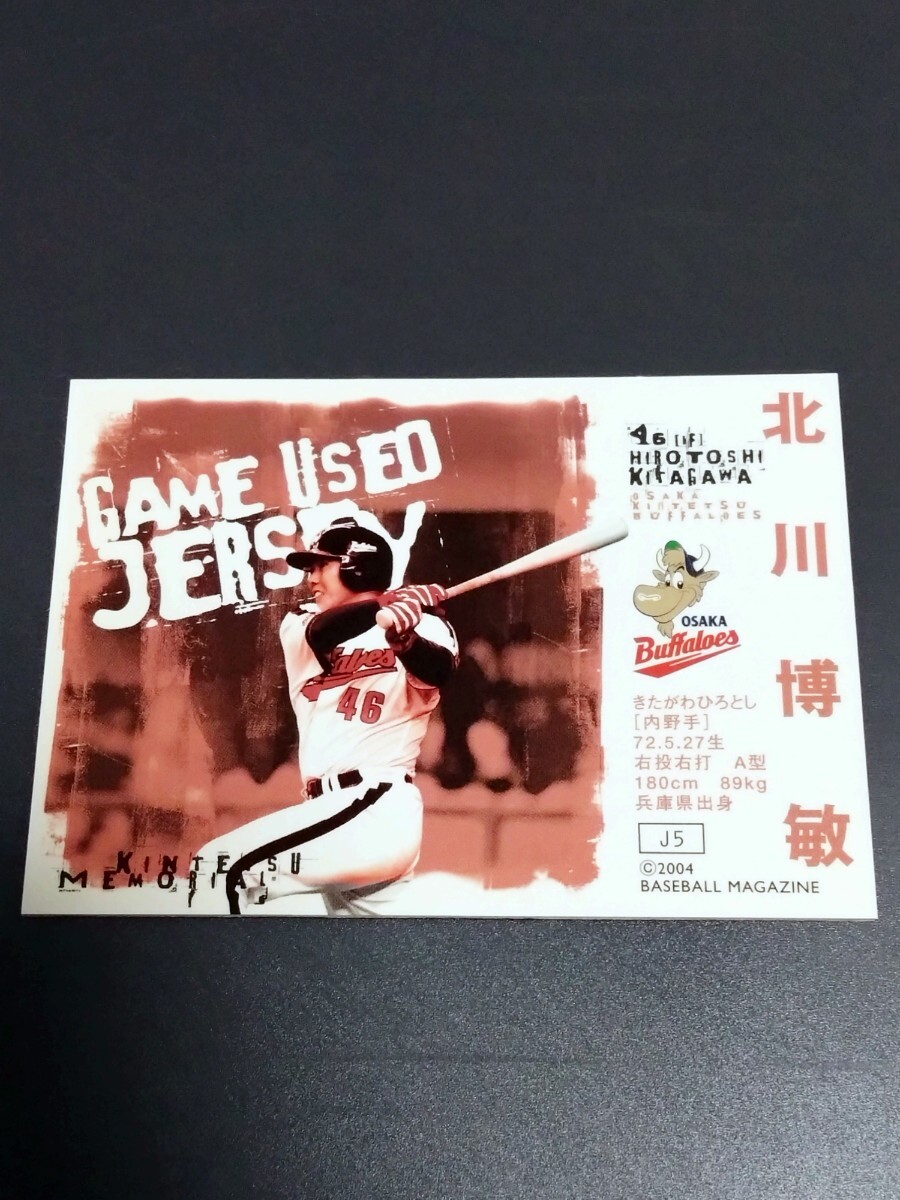 GAME USED
JERSEY
Buffaloes
46
KINTETSU
MEMORIAL
46 [IF]
HIROTOSHI
KITAGAWA
OSAKA
KINTETSU
BUFFALOES
OSAKA
Buffaloes
きたがわひろとし
[内野手]
72.5.27生
右投右打 A型
180cm 89kg
兵庫県出身
J5
©2004
BASEBALL MAGAZINE
北川博敏